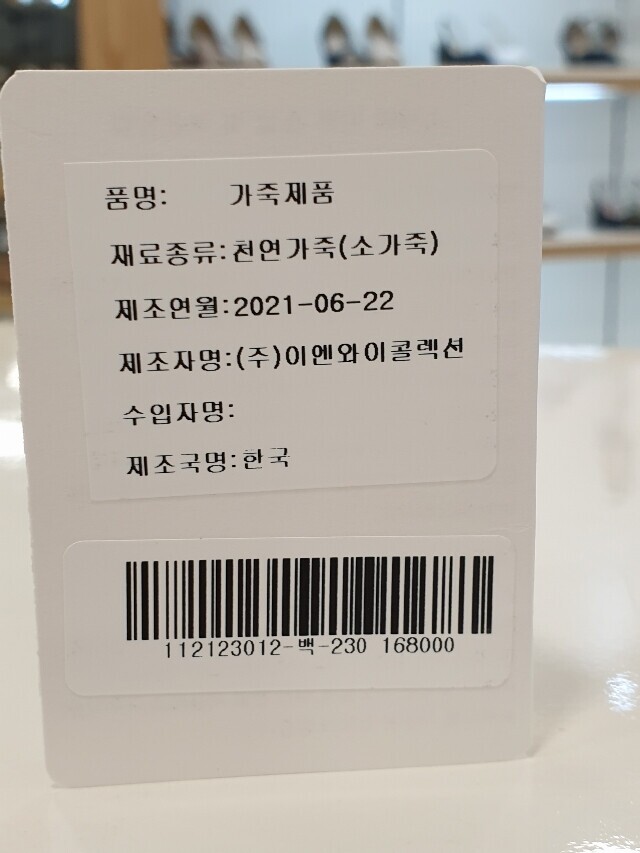 품명: 가죽제품
재료종류:천연가죽(소가죽)
제조연월:2021-06-22
제조자명:(주)이엔와이콜렉션
수입자명:
제조국명:한국
112123012-백-230 168000